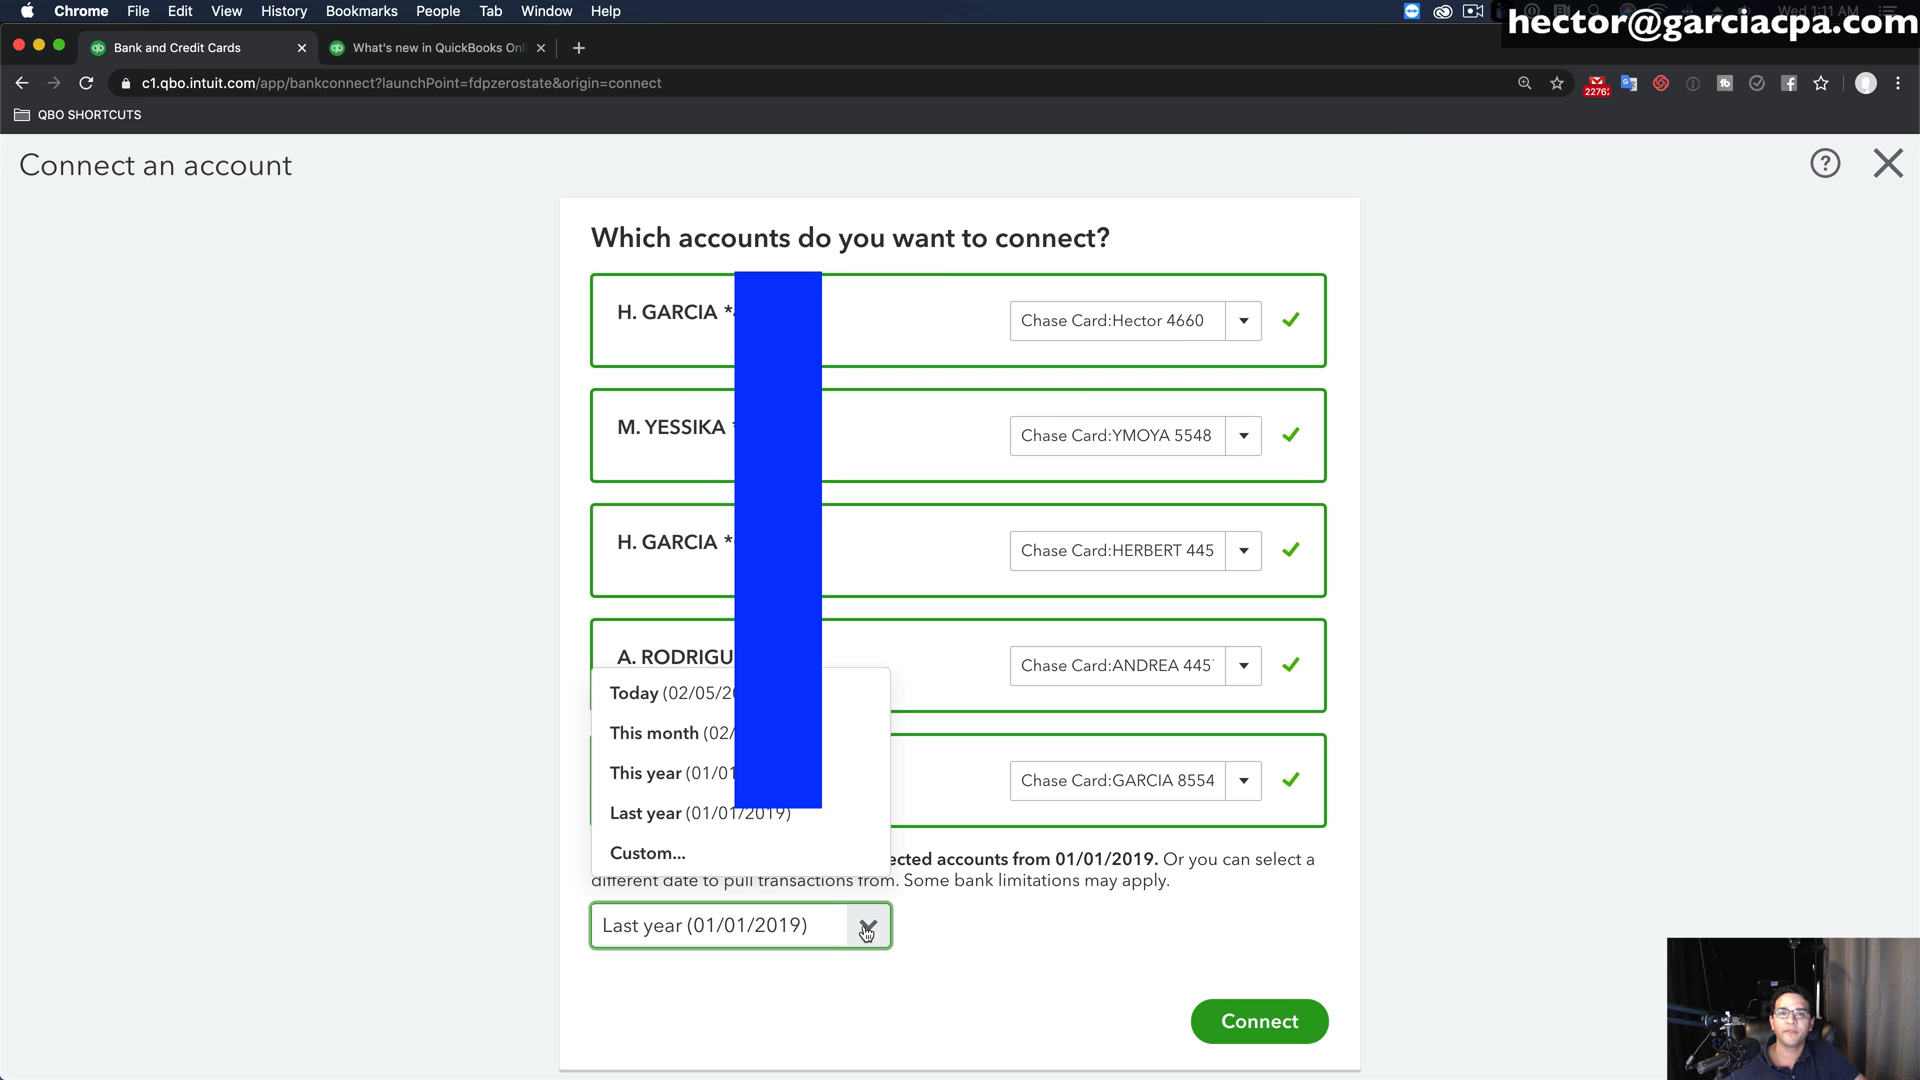 Chrome File Edit View History Bookmarks People Tab Window Help
Wed 1:11 AM
hector@garciacpa.com
Bank and Credit Cards
What's new in QuickBooks Onl
c1.qbo.intuit.com/app/bankconnect?launchPoint=fdpzerostate&origin=connect
QBO SHORTCUTS
Connect an account
Which accounts do you want to connect?
H. GARCIA *
Chase Card:Hector 4660
M. YESSIKA
Chase Card:YMOYA 5548
H. GARCIA *
Chase Card:HERBERT 445
A. RODRIGU
Chase Card:ANDREA 445
Today (02/05/20
This month (02/
This year (01/01
Chase Card:GARCIA 8554
Last year (01/01/2019)
Custom...
ected accounts from 01/01/2019. Or you can select a
different date to pull transactions from. Some bank limitations may apply.
Last year (01/01/2019)
Connect